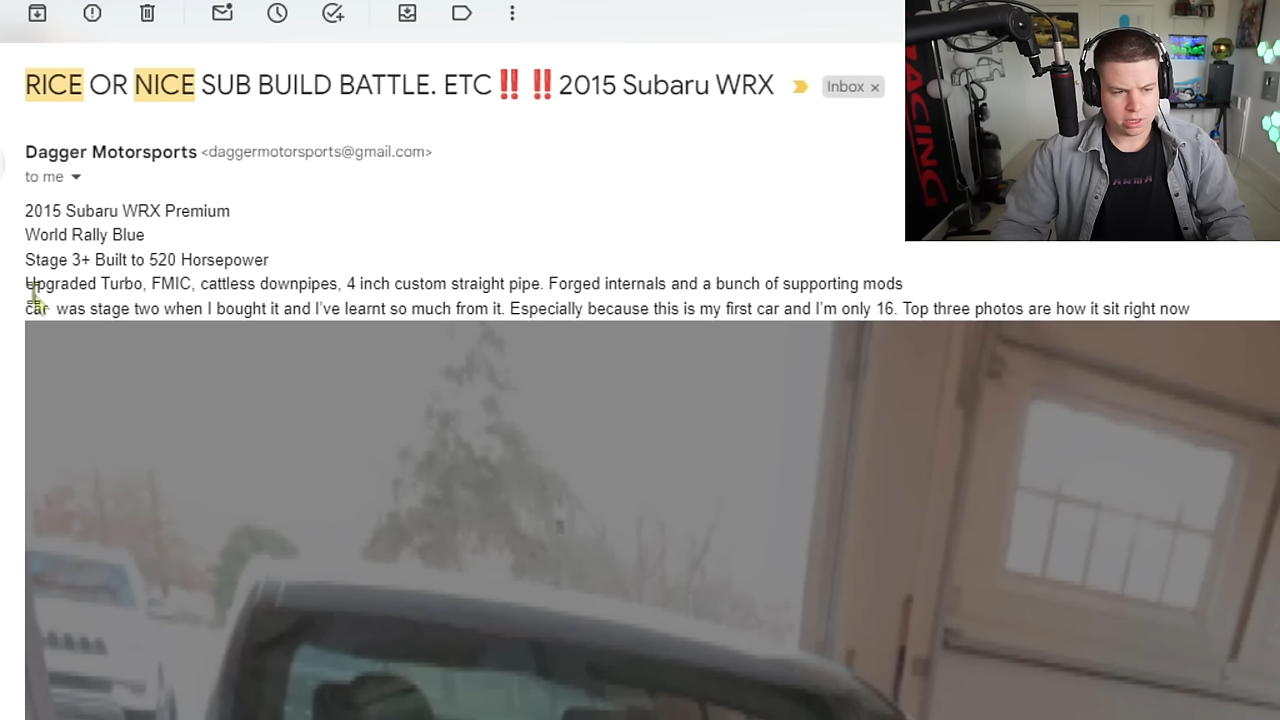 RICE OR NICE SUB BUILD BATTLE. ETC‼️ ‼️2015 Subaru WRX
Inbox ×
Dagger Motorsports <daggermotorsports@gmail.com>
to me
2015 Subaru WRX Premium
World Rally Blue
Stage 3+ Built to 520 Horsepower
Upgraded Turbo, FMIC, cattless downpipes, 4 inch custom straight pipe. Forged internals and a bunch of supporting mods
car was stage two when I bought it and I've learnt so much from it. Especially because this is my first car and I'm only 16. Top three photos are how it sit right now
RACING